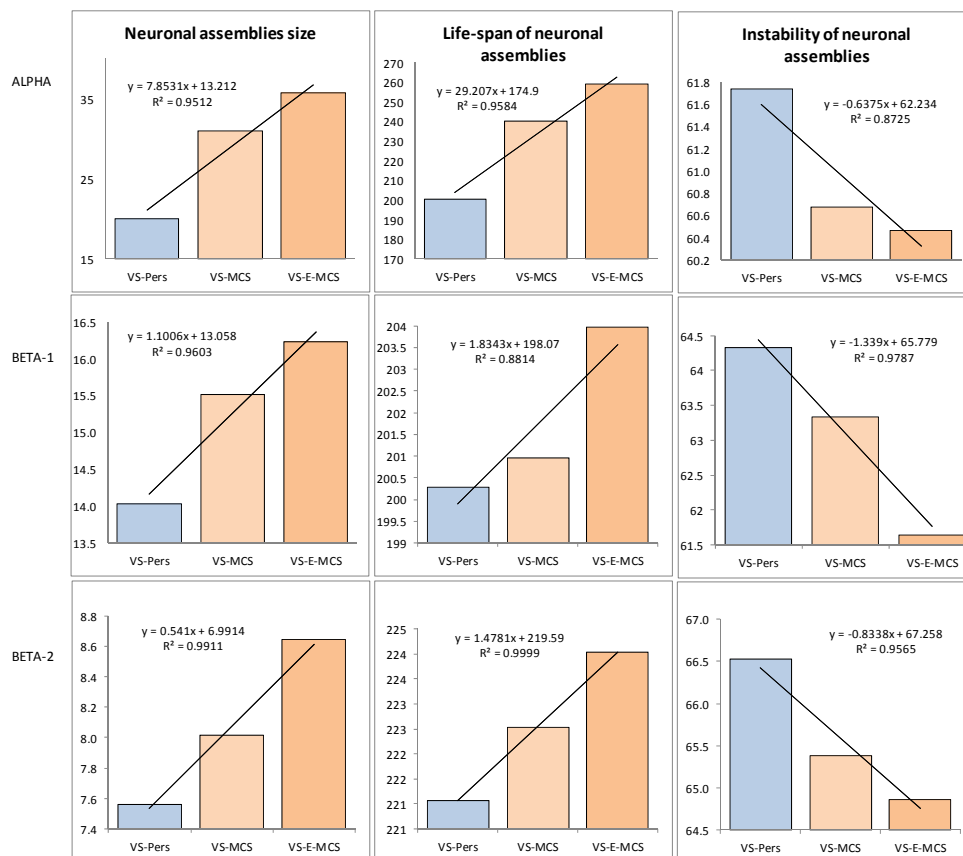 Neuronal assemblies size
Life-span of neuronal
assemblies
Instability of neuronal
assemblies
ALPHA
35
25
15
y = 7.8531x + 13.212
R² = 0.9512
VS-Pers
VS-MCS
VS-E-MCS
270
260
250
240
230
220
210
200
190
180
170
y = 29.207x + 174.9
R² = 0.9584
VS-Pers
VS-MCS
VS-E-MCS
61.8
61.6
61.4
61.2
61.0
60.8
60.6
60.4
60.2
y = -0.6375x + 62.234
R² = 0.8725
VS-Pers
VS-MCS
VS-E-MCS
BETA-1
16.5
16.0
15.5
15.0
14.5
14.0
13.5
y = 1.1006x + 13.058
R² = 0.9603
VS-Pers
VS-MCS
VS-E-MCS
204
203.5
203
202.5
202
201.5
201
200.5
200
199.5
199
y = 1.8343x + 198.07
R² = 0.8814
VS-Pers
VS-MCS
VS-E-MCS
64.5
64
63.5
63
62.5
62
61.5
y = -1.339x + 65.779
R² = 0.9787
VS-Pers
VS-MCS
VS-E-MCS
BETA-2
8.8
8.6
8.4
8.2
8.0
7.8
7.6
7.4
y = 0.541x + 6.9914
R² = 0.9911
VS-Pers
VS-MCS
VS-E-MCS
225
224
224
223
223
222
222
221
221
y = 1.4781x + 219.59
R² = 0.9999
VS-Pers
VS-MCS
VS-E-MCS
67.0
66.5
66.0
65.5
65.0
64.5
y = -0.8338x + 67.258
R² = 0.9565
VS-Pers
VS-MCS
VS-E-MCS